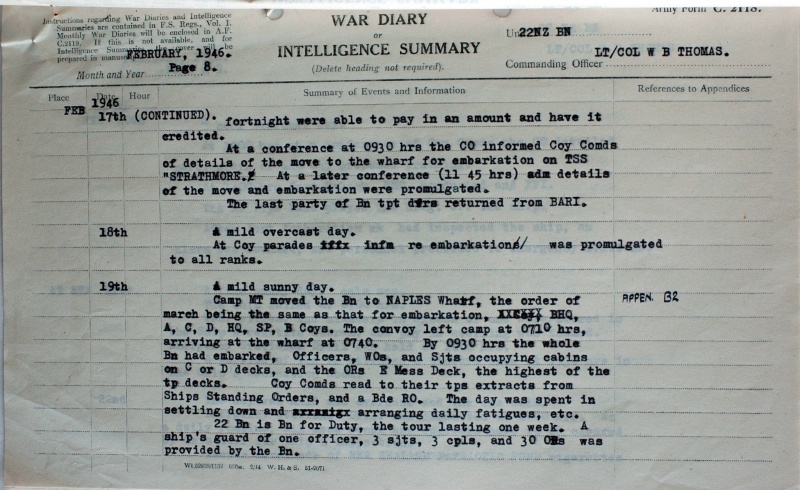 Instructions regarding War Diaries and Intelligence
Summaries are contained in F.S. Regs., Vol. I.
Monthly War Diaries will be enclosed in A.F.
C.2119. If this is not available, and for
Intelligence Summaries, the cover will be
prepared in manuscript.
WAR DIARY
or
INTELLIGENCE SUMMARY
(Delete heading not required).
Army Form C. 2118.
Unit 22NZ BN
Commanding Officer LT/COL W B THOMAS.
Month and Year FEBRUARY, 1946.
Page 8.
Place Date Hour Summary of Events and Information References to Appendices
1946
FEB 17th (CONTINUED). fortnight were able to pay in an amount and have it
credited.
At a conference at 0930 hrs the CO informed Coy Comds
of details of the move to the wharf for embarkation on TSS
"STRATHMORE. At a later conference (11 45 hrs) adm details
of the move and embarkation were promulgated.
The last party of Bn tpt drs returned from BARI.
18th A mild overcast day.
At Coy parades infm re embarkation was promulgated
to all ranks.
19th A mild sunny day.
Camp MT moved the Bn to NAPLES Wharf, the order of APPEN. B2
march being the same as that for embarkation, BHQ,
A, C, D, HQ, SP, B Coys. The convoy left camp at 0710 hrs,
arriving at the wharf at 0740. By 0930 hrs the whole
Bn had embarked, Officers, WOs, and Sjts occupying cabins
on C or D decks, and the ORs E Mess Deck, the highest of the
tp decks. Coy Comds read to their tps extracts from
Ships Standing Orders, and a Bde RO. The day was spent in
settling down and arranging daily fatigues, etc.
22 Bn is Bn for Duty, the tour lasting one week. A
ship's guard of one officer, 3 sjts, 3 cpls, and 30 ORs was
provided by the Bn.